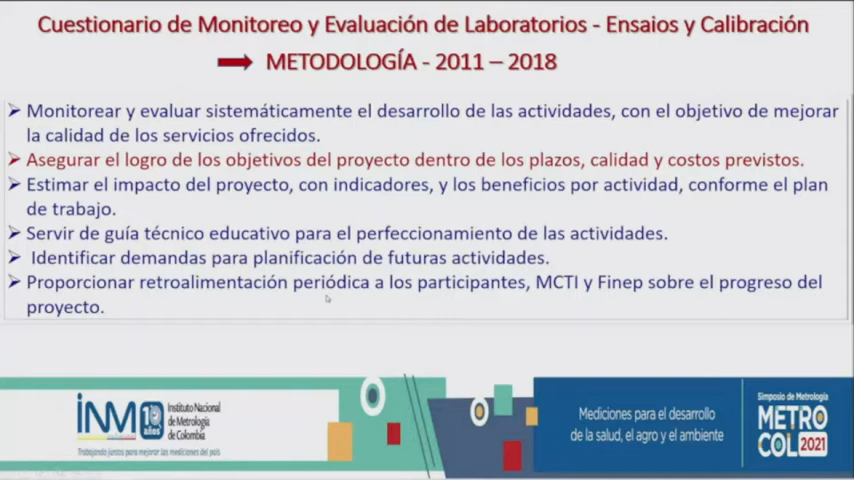 Cuestionario de Monitoreo y Evaluación de Laboratorios - Ensaios y Calibración
METODOLOGÍA - 2011 – 2018
Monitorear y evaluar sistemáticamente el desarrollo de las actividades, con el objetivo de mejorar
la calidad de los servicios ofrecidos.
Asegurar el logro de los objetivos del proyecto dentro de los plazos, calidad y costos previstos.
Estimar el impacto del proyecto, con indicadores, y los beneficios por actividad, conforme el plan
de trabajo.
Servir de guía técnico educativo para el perfeccionamiento de las actividades.
Identificar demandas para planificación de futuras actividades.
Proporcionar retroalimentación periódica a los participantes, MCTI y Finep sobre el progreso del
proyecto.
INM 10 años
Instituto Nacional
de Metrología
de Colombia
Trabajando juntos para mejorar las mediciones del país
Mediciones para el desarrollo
de la salud, el agro y el ambiente
Simposio de Metrología
METRO
COL 2021